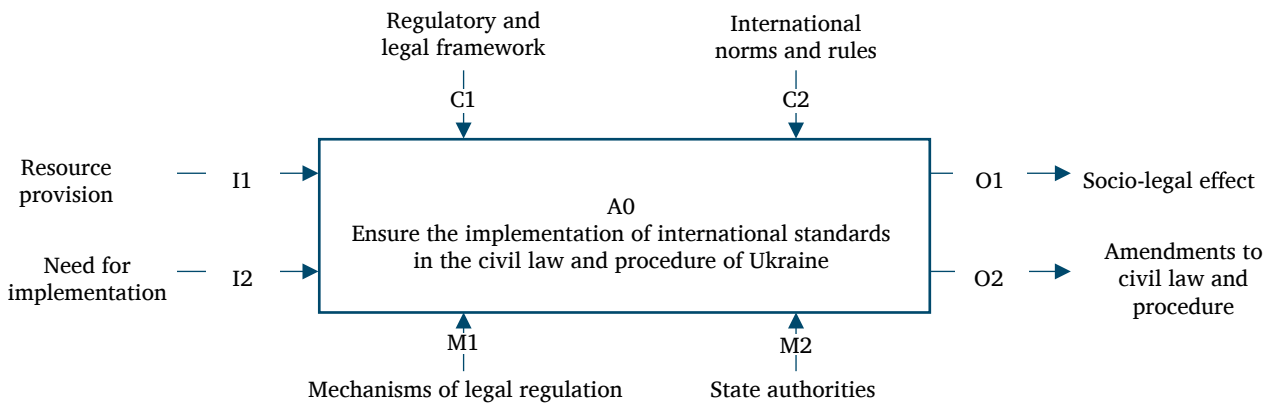 Regulatory and
legal framework
International
norms and rules
C1
C2
Resource
provision
I1
A0
Ensure the implementation of international standards
in the civil law and procedure of Ukraine
O1
Socio-legal effect
Need for
implementation
I2
O2
Amendments to
civil law and
procedure
M1
M2
Mechanisms of legal regulation
State authorities